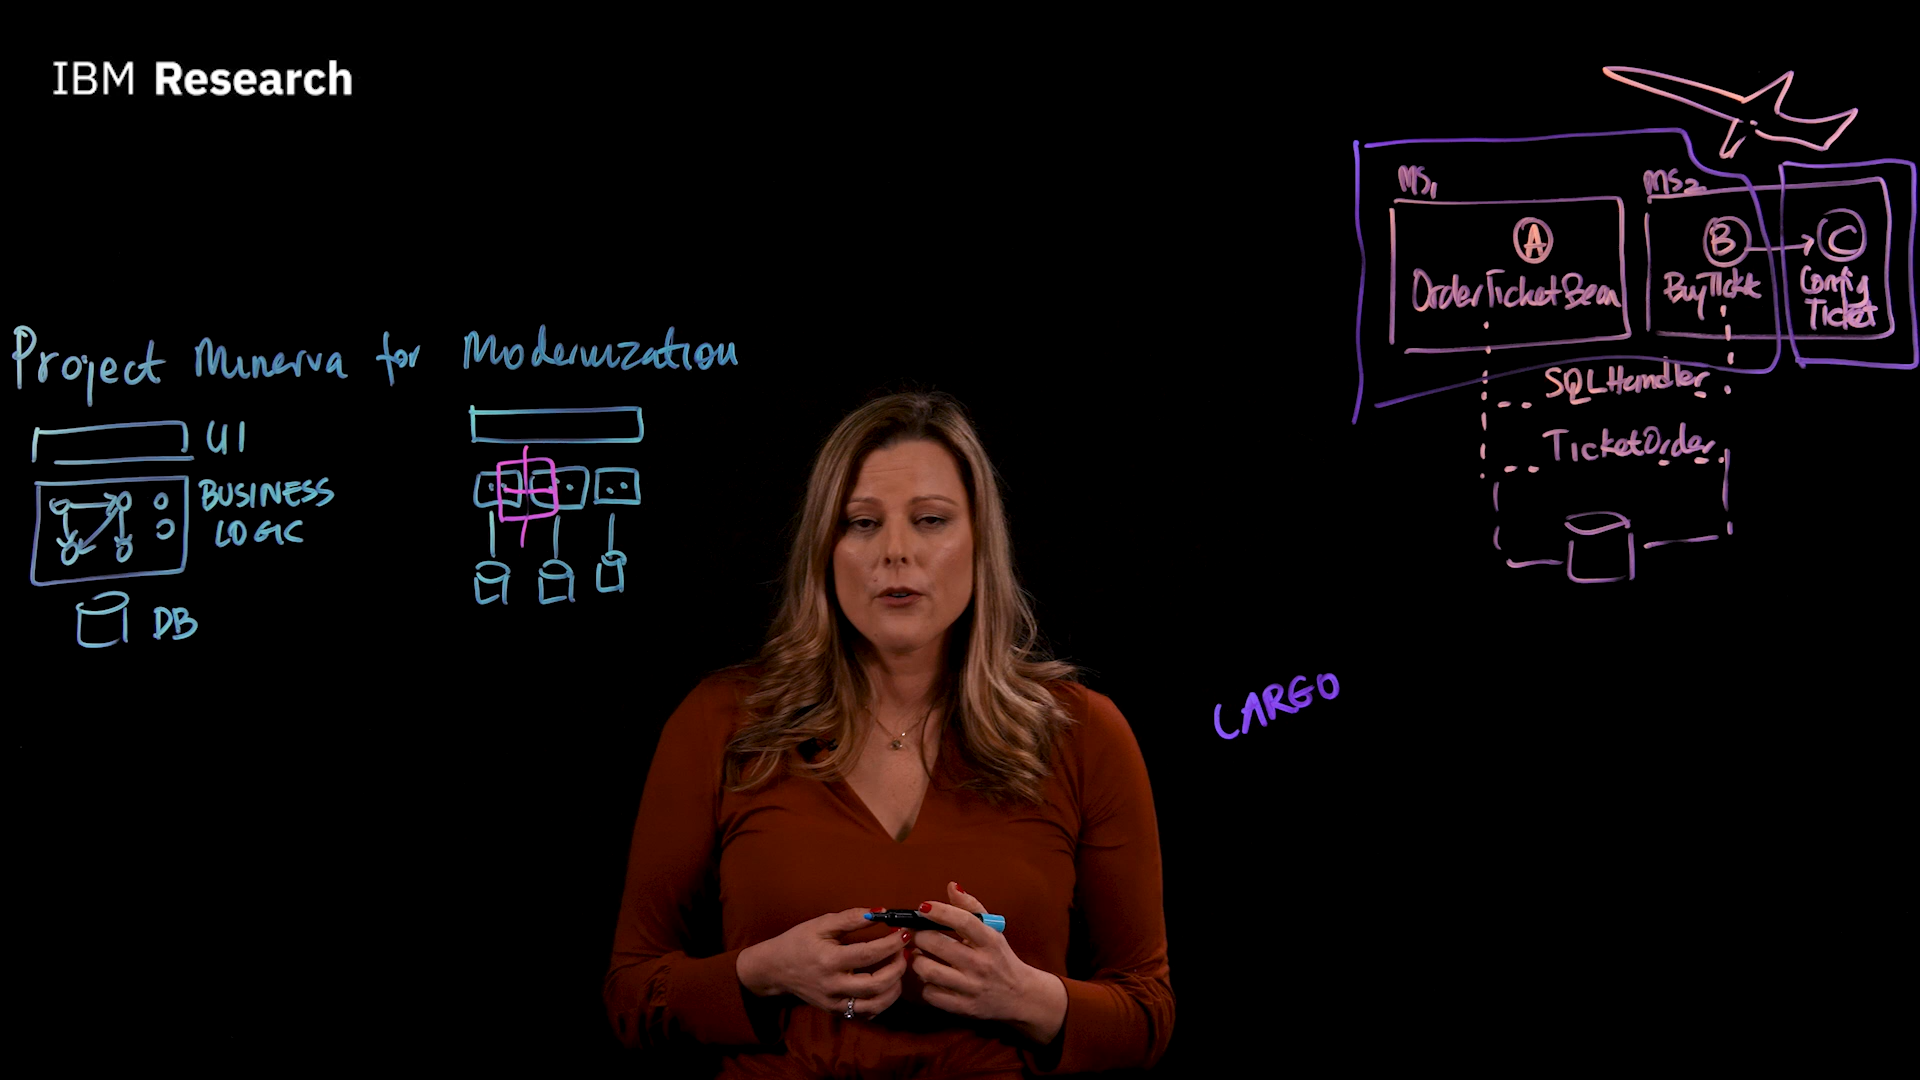 IBM Research
Project Minerva for Modernization
UI
BUSINESS
LOGIC
DB
CARGO
MS1
MS2
A
B
C
OrderTicketBean
BuyTicket
Config
Ticket
SQLHandler
TicketOrder